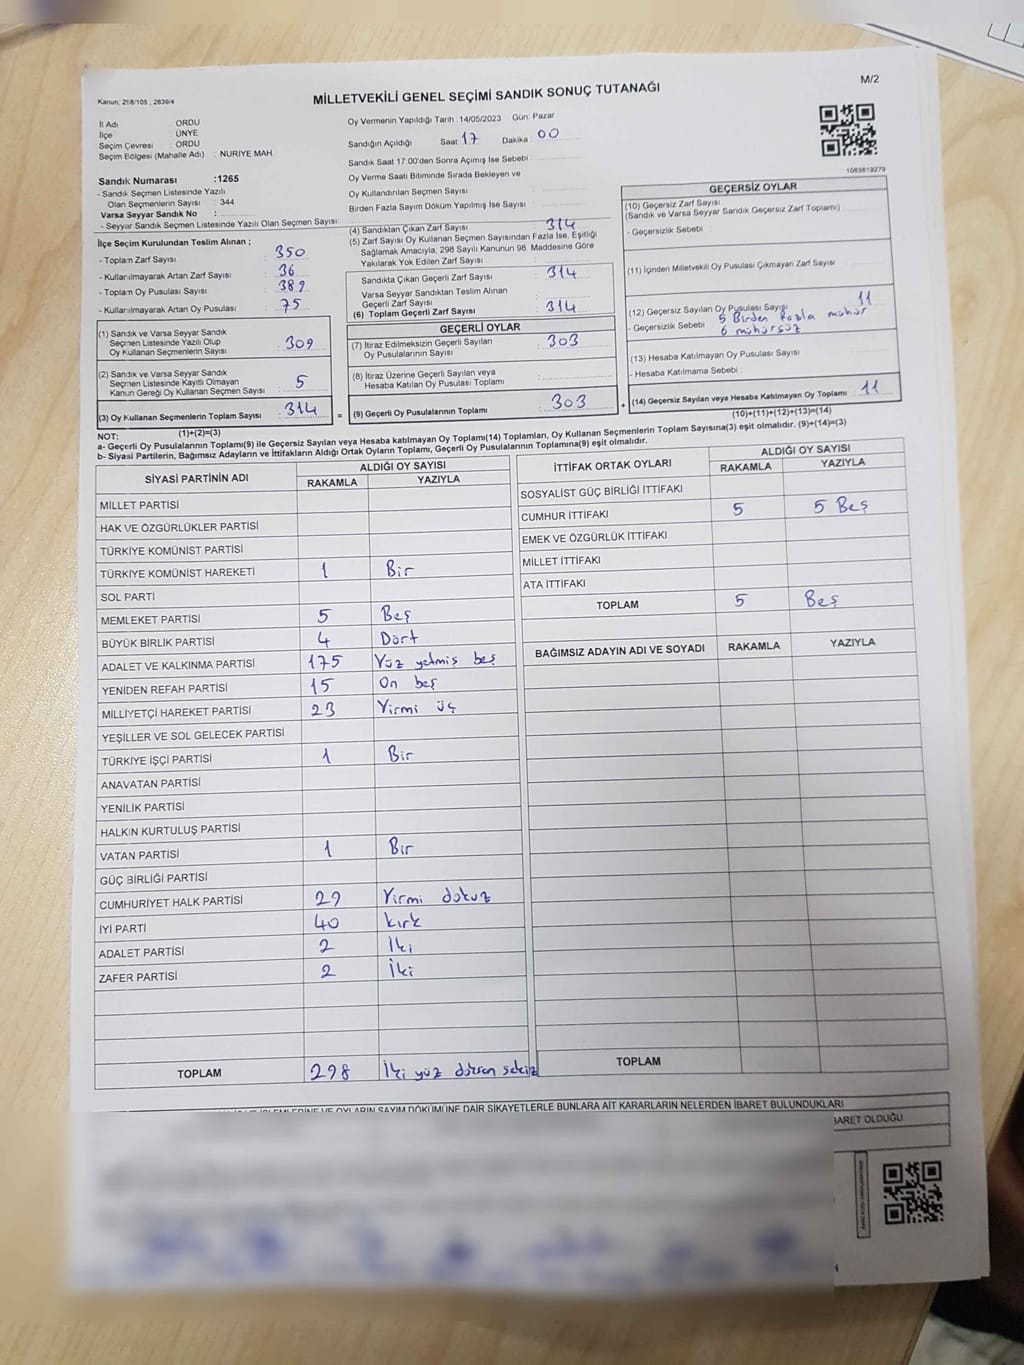 M/2
Kanun: 298/105 , 2839/4
MİLLETVEKİLİ GENEL SEÇİMİ SANDIK SONUÇ TUTANAĞI
İl Adı : ORDU
İlçe : ÜNYE
Seçim Çevresi : ORDU
Seçim Bölgesi (Mahalle Adı) : NURİYE MAH.
Sandık Numarası :1265
- Sandık Seçmen Listesinde Yazılı
Olan Seçmenlerin Sayısı : 344
Varsa Seyyar Sandık No :
- Seyyar Sandık Seçmen Listesinde Yazılı Olan Seçmen Sayısı:
Oy Vermenin Yapıldığı Tarih : 14/05/2023 Gün: Pazar
Sandığın Açıldığı Saat : 17 Dakika : 00
Sandık Saat 17:00'den Sonra Açımış İse Sebebi :
Oy Verme Saati Bitiminde Sırada Bekleyen ve
Oy Kullandırılan Seçmen Sayısı :
Birden Fazla Sayım Döküm Yapılmış İse Sayısı :
1063619279
İlçe Seçim Kurulundan Teslim Alınan ;
- Toplam Zarf Sayısı : 350
- Kullanılmayarak Artan Zarf Sayısı : 36
- Toplam Oy Pusulası Sayısı : 389
- Kullanılmayarak Artan Oy Pusulası : 75
(1) Sandık ve Varsa Seyyar Sandık
Seçmen Listesinde Yazılı Olup
Oy Kullanan Seçmenlerin Sayısı : 309
(2) Sandık ve Varsa Seyyar Sandık
Seçmen Listesinde Kayıtlı Olmayan
Kanun Gereği Oy Kullanan Seçmen Sayısı : 5
(3) Oy Kullanan Seçmenlerin Toplam Sayısı : 314 =
(1)+(2)=(3)
(4) Sandıktan Çıkan Zarf Sayısı : 314
(5) Zarf Sayısı Oy Kullanan Seçmen Sayısından Fazla İse, Eşitliği
Sağlamak Amacıyla, 298 Sayılı Kanunun 98. Maddesine Göre
Yakılarak Yok Edilen Zarf Sayısı :
Sandıkta Çıkan Geçerli Zarf Sayısı : 314
Varsa Seyyar Sandıktan Teslim Alınan
Geçerli Zarf Sayısı :
(6) Toplam Geçerli Zarf Sayısı : 314
GEÇERLİ OYLAR
(7) İtiraz Edilmeksizin Geçerli Sayılan
Oy Pusulalarının Sayısı : 303
(8) İtiraz Üzerine Geçerli Sayılan veya
Hesaba Katılan Oy Pusulası Toplamı :
(9) Geçerli Oy Pusulalarının Toplamı : 303 +
GEÇERSİZ OYLAR
(10) Geçersiz Zarf Sayısı
(Sandık ve Varsa Seyyar Sandık Geçersiz Zarf Toplamı) :
- Geçersizlik Sebebi :
(11) İçinden Milletvekili Oy Pusulası Çıkmayan Zarf Sayısı :
(12) Geçersiz Sayılan Oy Pusulası Sayısı : 11
- Geçersizlik Sebebi : 5 Birden fazla mühür
6 mühürsüz
(13) Hesaba Katılmayan Oy Pusulası Sayısı :
- Hesaba Katılmama Sebebi :
(14) Geçersiz Sayılan veya Hesaba Katılmayan Oy Toplamı : 11
(10)+(11)+(12)+(13)=(14)
NOT:
a- Geçerli Oy Pusulalarının Toplamı(9) ile Geçersiz Sayılan veya Hesaba katılmayan Oy Toplamı(14) Toplamları, Oy Kullanan Seçmenlerin Toplam Sayısına(3) eşit olmalıdır. (9)+(14)=(3)
b- Siyasi Partilerin, Bağımsız Adayların ve İttifakların Aldığı Ortak Oyların Toplamı, Geçerli Oy Pusulalarının Toplamına(9) eşit olmalıdır.
SİYASİ PARTİNİN ADI ALDIĞI OY SAYISI
RAKAMLA YAZIYLA
MİLLET PARTİSİ
HAK VE ÖZGÜRLÜKLER PARTİSİ
TÜRKİYE KOMÜNİST PARTİSİ
TÜRKİYE KOMÜNİST HAREKETİ 1 Bir
SOL PARTİ
MEMLEKET PARTİSİ 5 Beş
BÜYÜK BİRLİK PARTİSİ 4 Dört
ADALET VE KALKINMA PARTİSİ 175 Yüz yetmiş beş
YENİDEN REFAH PARTİSİ 15 On beş
MİLLİYETÇİ HAREKET PARTİSİ 23 Yirmi üç
YEŞİLLER VE SOL GELECEK PARTİSİ
TÜRKİYE İŞÇİ PARTİSİ 1 Bir
ANAVATAN PARTİSİ
YENİLİK PARTİSİ
HALKIN KURTULUŞ PARTİSİ
VATAN PARTİSİ 1 Bir
GÜÇ BİRLİĞİ PARTİSİ
CUMHURİYET HALK PARTİSİ 29 Yirmi dokuz
İYİ PARTİ 40 Kırk
ADALET PARTİSİ 2 İki
ZAFER PARTİSİ 2 İki
TOPLAM 298 İki yüz doksan sekiz
İTTİFAK ORTAK OYLARI ALDIĞI OY SAYISI
RAKAMLA YAZIYLA
SOSYALİST GÜÇ BİRLİĞİ İTTİFAKI
CUMHUR İTTİFAKI 5 5 Beş
EMEK VE ÖZGÜRLÜK İTTİFAKI
MİLLET İTTİFAKI
ATA İTTİFAKI
TOPLAM 5 Beş
BAĞIMSIZ ADAYIN ADI VE SOYADI RAKAMLA YAZIYLA
TOPLAM
İŞLEMLERİNE VE OYLARIN SAYIM DÖKÜMÜNE DAİR ŞİKAYETLERLE BUNLARA AİT KARARLARIN NELERDEN İBARET BULUNDUKLARI
BARET OLDUĞU